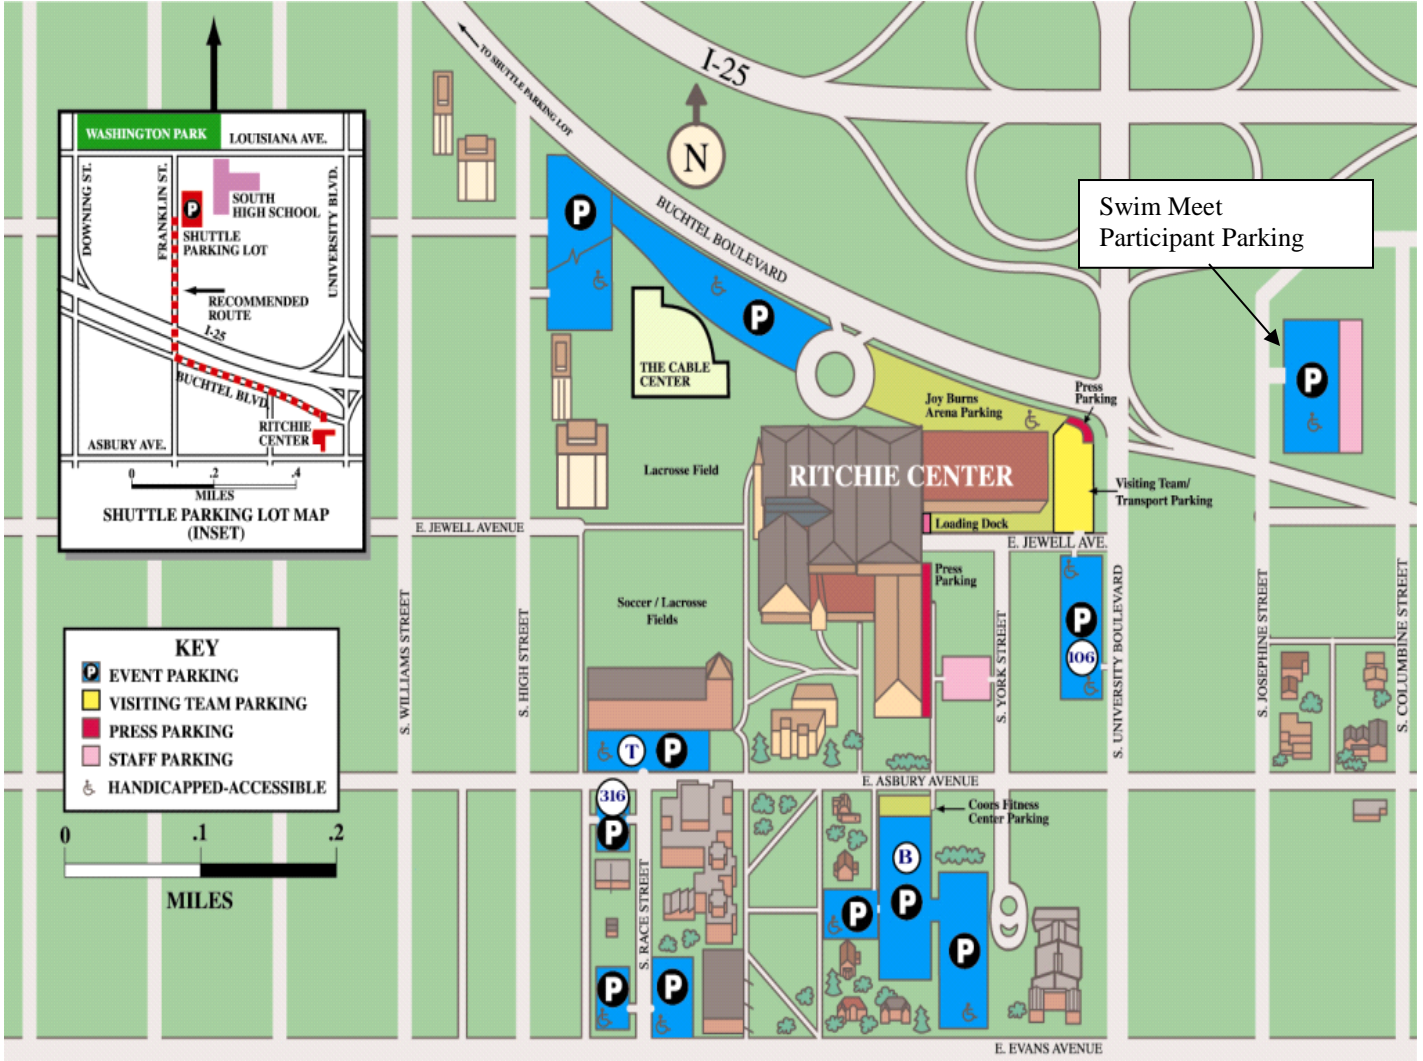 WASHINGTON PARK
LOUISIANA AVE.
DOWNING ST.
FRANKLIN ST.
UNIVERSITY BLVD.
SOUTH
HIGH SCHOOL
P
SHUTTLE
PARKING LOT
RECOMMENDED
ROUTE
I-25
BUCHTEL BLVD
RITCHIE
CENTER
ASBURY AVE.
0 .2 .4
MILES
SHUTTLE PARKING LOT MAP
(INSET)
KEY
P EVENT PARKING
VISITING TEAM PARKING
PRESS PARKING
STAFF PARKING
HANDICAPPED-ACCESSIBLE
0 .1 .2
MILES
TO SHUTTLE PARKING LOT
I-25
N
BUCHTEL BOULEVARD
Swim Meet
Participant Parking
P
P
P
THE CABLE
CENTER
Joy Burns
Arena Parking
Press
Parking
Lacrosse Field
RITCHIE CENTER
Visiting Team/
Transport Parking
Loading Dock
E. JEWELL AVENUE
E. JEWELL AVE.
Press
Parking
Soccer / Lacrosse
Fields
P
106
S. WILLIAMS STREET
S. HIGH STREET
S. YORK STREET
S. UNIVERSITY BOULEVARD
S. JOSEPHINE STREET
S. COLUMBINE STREET
T P
E. ASBURY AVENUE
316
P
Coors Fitness
Center Parking
B
P
P
P
S. RACE STREET
P
P
E. EVANS AVENUE